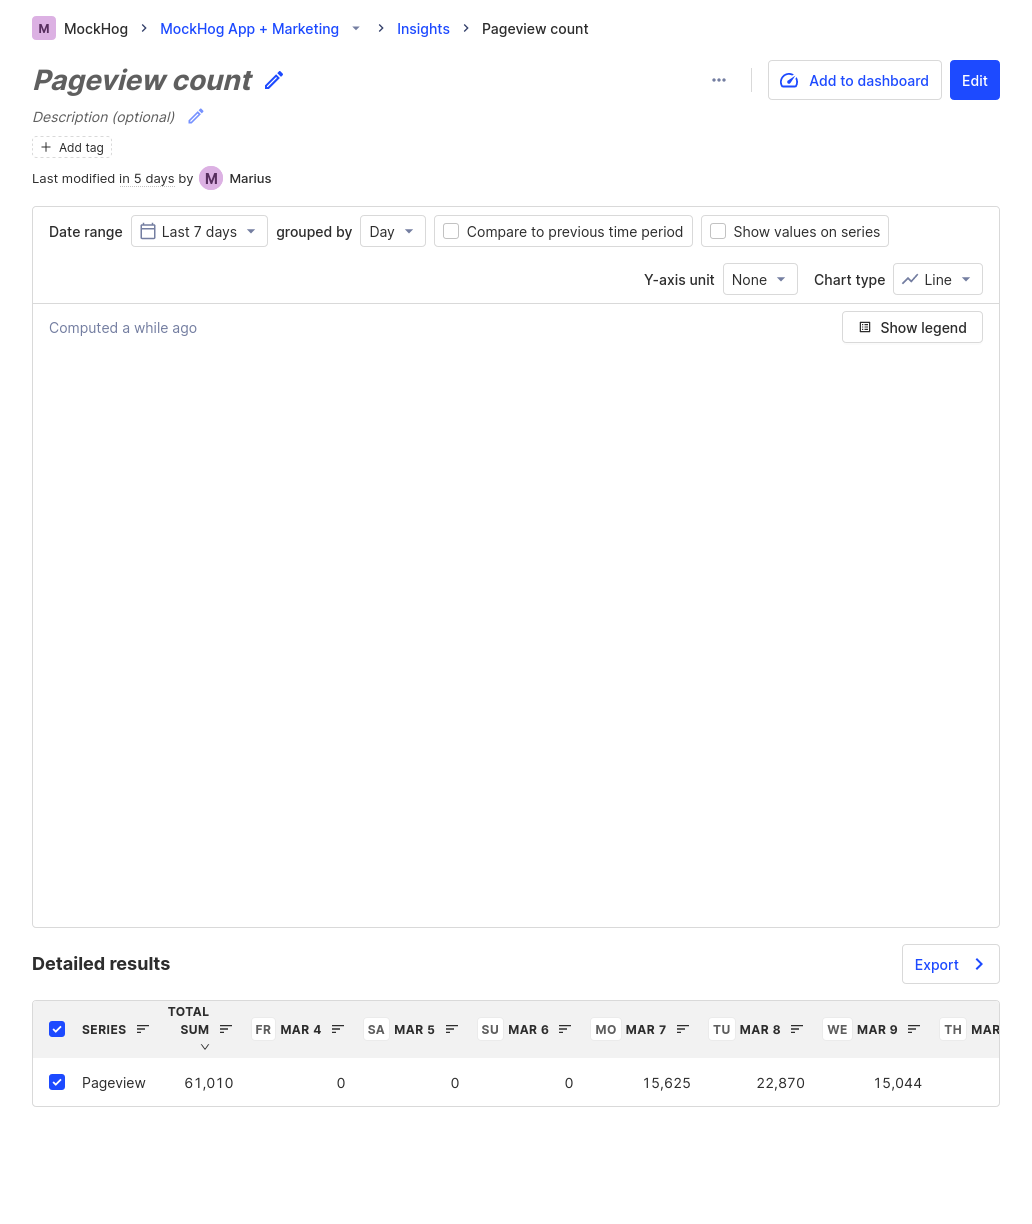 M MockHog MockHog App + Marketing Insights Pageview count
Pageview count
Add to dashboard Edit
Description (optional)
Add tag
Last modified in 5 days by M Marius
Date range Last 7 days grouped by Day Compare to previous time period Show values on series
Y-axis unit None Chart type Line
Computed a while ago Show legend
Detailed results Export
SERIES TOTAL SUM FR MAR 4 SA MAR 5 SU MAR 6 MO MAR 7 TU MAR 8 WE MAR 9 TH MAR
Pageview 61,010 0 0 0 15,625 22,870 15,044